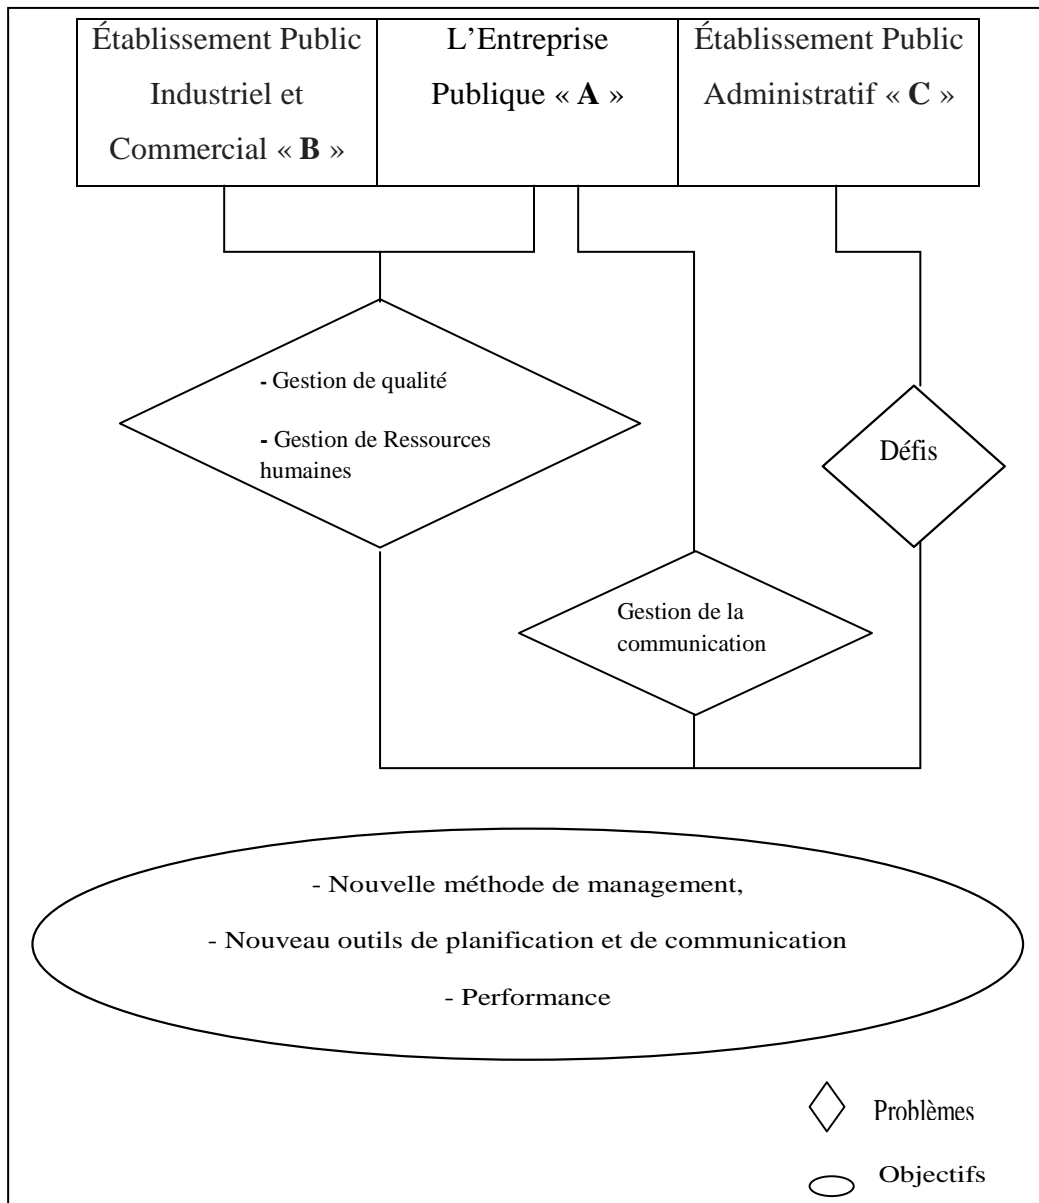 Établissement Public
Industriel et
Commercial « B »
L’Entreprise
Publique « A »
Établissement Public
Administratif « C »
- Gestion de qualité
- Gestion de Ressources
humaines
Défis
Gestion de la
communication
- Nouvelle méthode de management,
- Nouveau outils de planification et de communication
- Performance
Problèmes
Objectifs